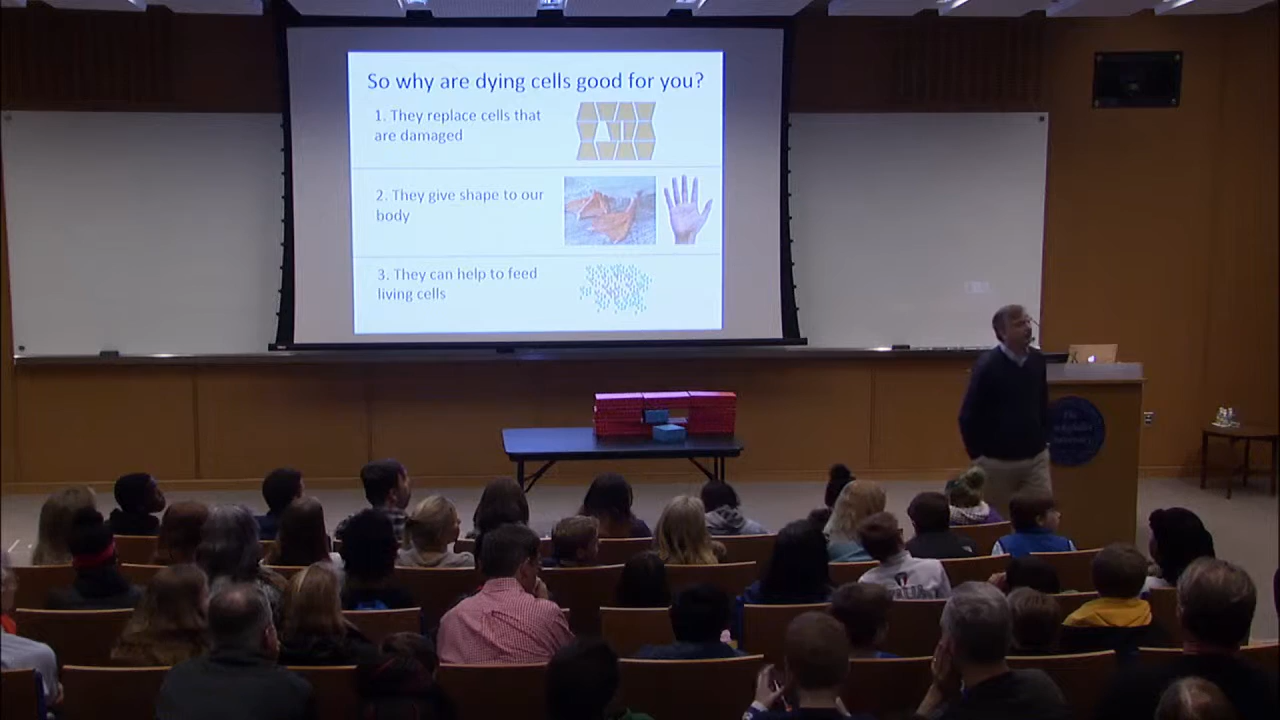 So why are dying cells good for you?
1. They replace cells that
are damaged
2. They give shape to our
body
3. They can help to feed
living cells